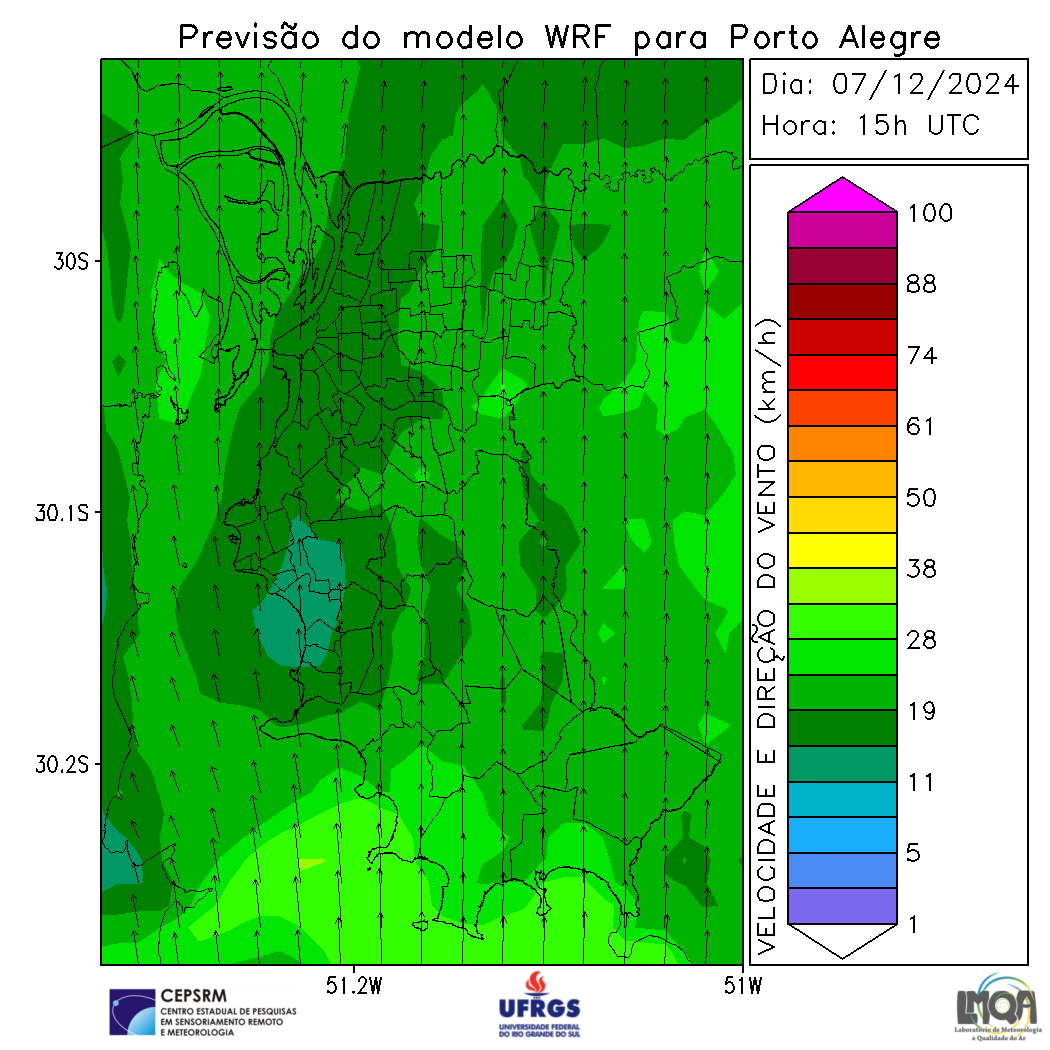 Previsão do modelo WRF para Porto Alegre
Dia: 07/12/2024
Hora: 15h UTC
30S
30.1S
30.2S
51.2W
51W
VELOCIDADE E DIREÇÃO DO VENTO (km/h)
100
88
74
61
50
38
28
19
11
5
1
CEPSRM
CENTRO ESTADUAL DE PESQUISAS
EM SENSORIAMENTO REMOTO
E METEOROLOGIA
UFRGS
UNIVERSIDADE FEDERAL
DO RIO GRANDE DO SUL
LMQA
Laboratório de Meteorologia
e Qualidade do Ar